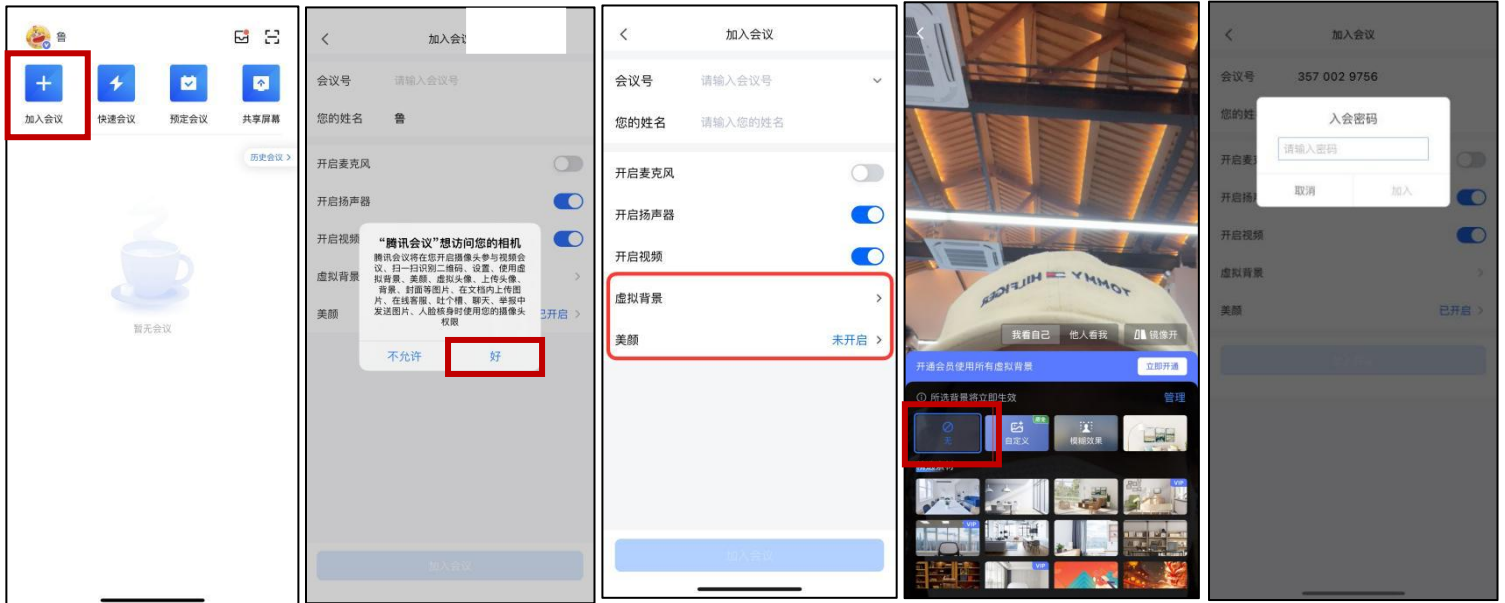 鲁
加入会议
快速会议
预定会议
共享屏幕
历史会议 >
暂无会议
加入会
会议号
请输入会议号
您的姓名
鲁
开启麦克风
开启扬声器
开启视频
虚拟背景
美颜
已开启 >
“腾讯会议”想访问您的相机
腾讯会议将在您开启摄像头参与视频会
议、扫一扫识别二维码、设置、使用虚
拟背景、美颜、虚拟头像、上传头像、
背景、封面等图片、在文档内上传图
片、在线客服、吐个槽、聊天、举报中
发送图片、人脸核身时使用您的摄像头
权限
不允许
好
加入会议
加入会议
会议号
请输入会议号
您的姓名
请输入您的姓名
开启麦克风
开启扬声器
开启视频
虚拟背景
美颜
未开启 >
加入会议
TOMMY HILFIGER
我看自己
他人看我
镜像开
开通会员使用所有虚拟背景
立即开通
所选背景将立即生效
管理
无
自定义
模糊效果
VIP
VIP
VIP
加入会议
会议号
357 002 9756
您的姓
入会密码
请输入密码
取消
加入
开启麦
开启扬
开启视频
虚拟背景
美颜
已开启 >